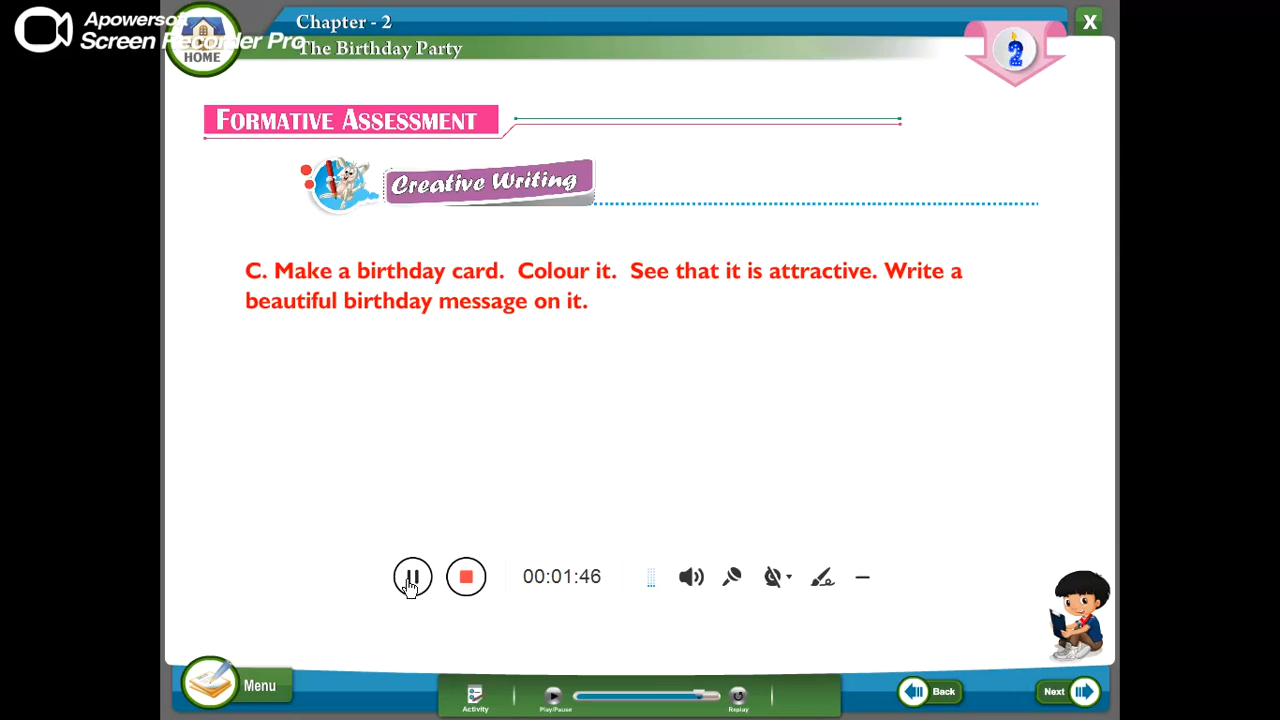 Apowersoft
Screen Recorder Pro
HOME
Chapter - 2
The Birthday Party
2
X
FORMATIVE ASSESSMENT
Creative Writing
C. Make a birthday card.  Colour it.  See that it is attractive. Write a
beautiful birthday message on it.
00:01:46
Menu
Activity
Play/Pause
Replay
Back
Next